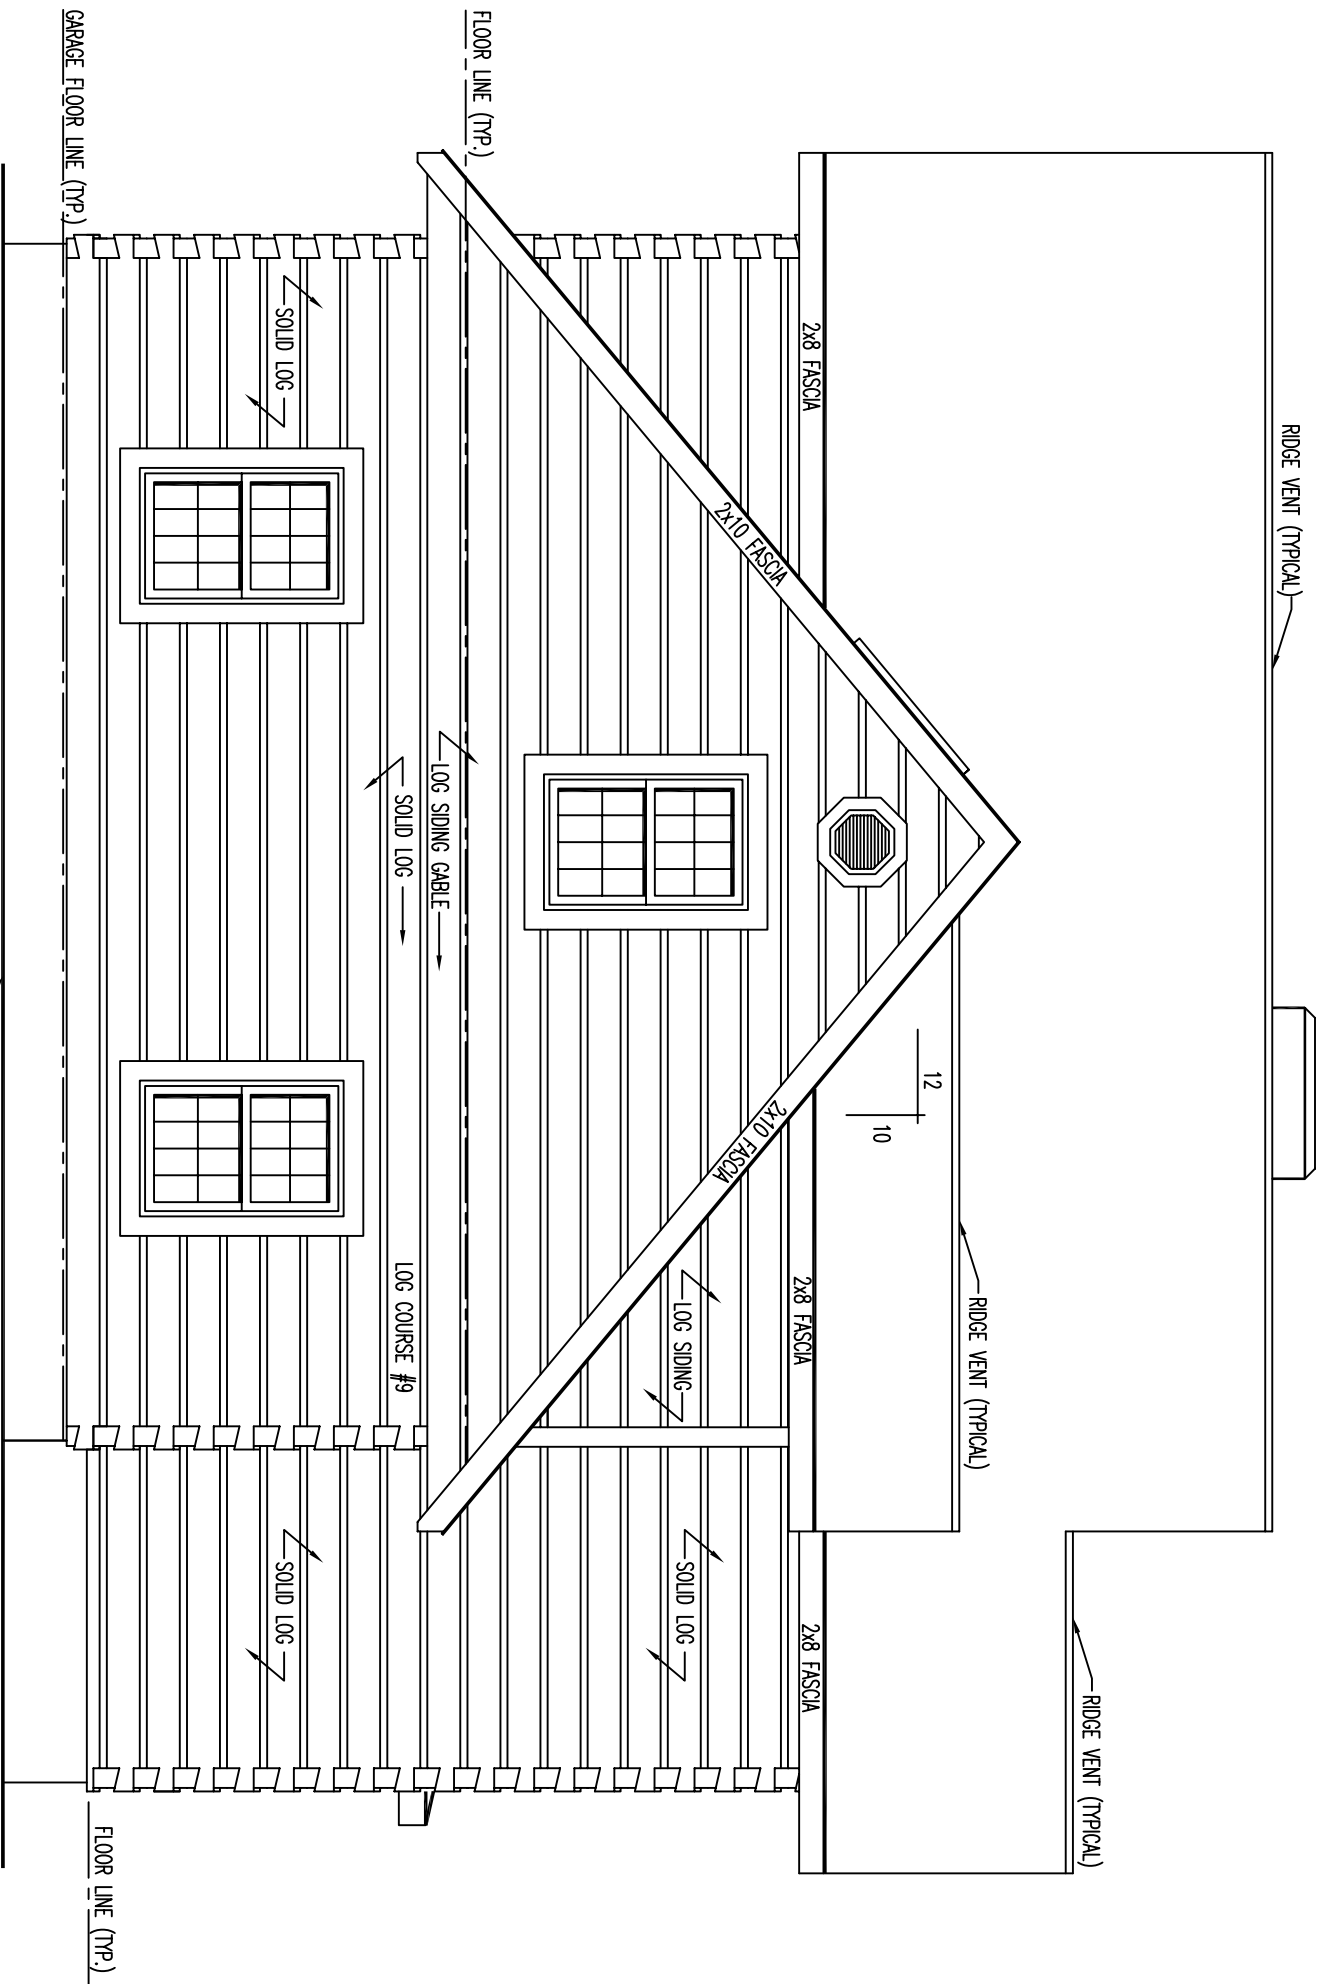 RIDGE VENT (TYPICAL)
RIDGE VENT (TYPICAL)
RIDGE VENT (TYPICAL)
12
10
2x8 FASCIA
2x8 FASCIA
2x8 FASCIA
2x10 FASCIA
2x10 FASCIA
LOG SIDING
SOLID LOG
FLOOR LINE (TYP.)
LOG SIDING GABLE
SOLID LOG
LOG COURSE #9
SOLID LOG
SOLID LOG
GARAGE FLOOR LINE (TYP.)
FLOOR LINE (TYP.)